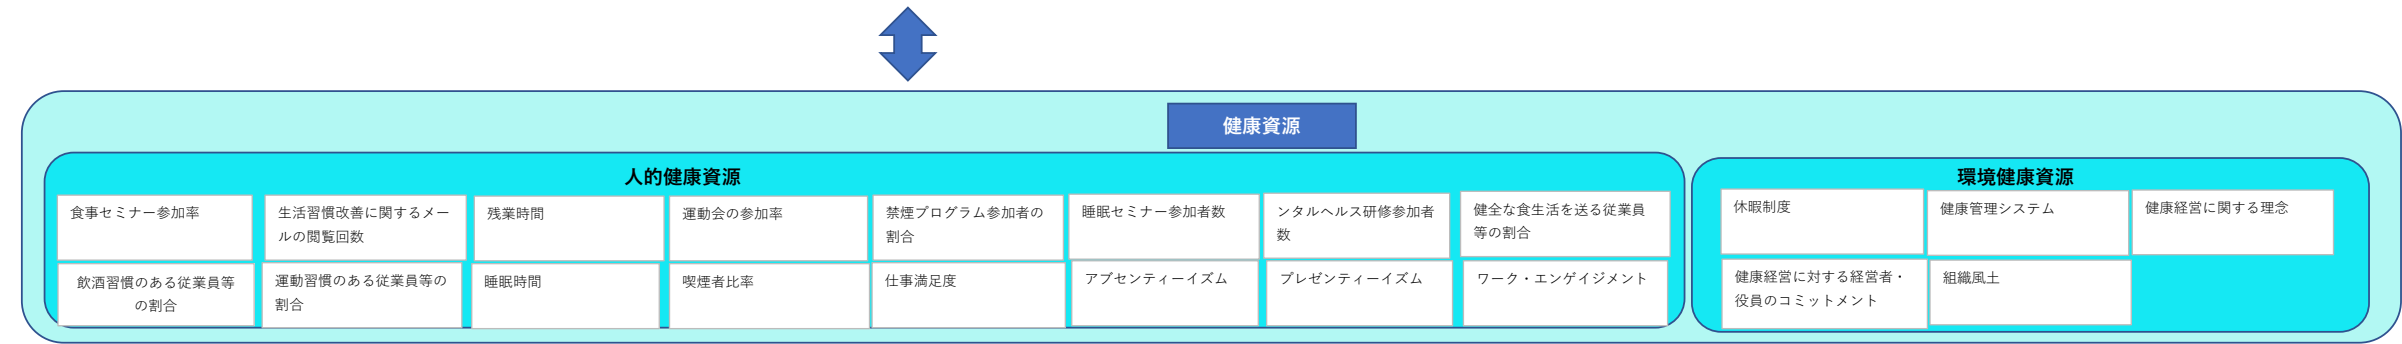 健康資源
人的健康資源
食事セミナー参加率
生活習慣改善に関するメー
ルの閲覧回数
残業時間
運動会の参加率
禁煙プログラム参加者の
割合
睡眠セミナー参加者数
ンタルヘルス研修参加者
数
健全な食生活を送る従業員
等の割合
飲酒習慣のある従業員等
の割合
運動習慣のある従業員等の
割合
睡眠時間
喫煙者比率
仕事満足度
アブセンティーイズム
プレゼンティーイズム
ワーク・エンゲイジメント
環境健康資源
休暇制度
健康管理システム
健康経営に関する理念
健康経営に対する経営者・
役員のコミットメント
組織風土